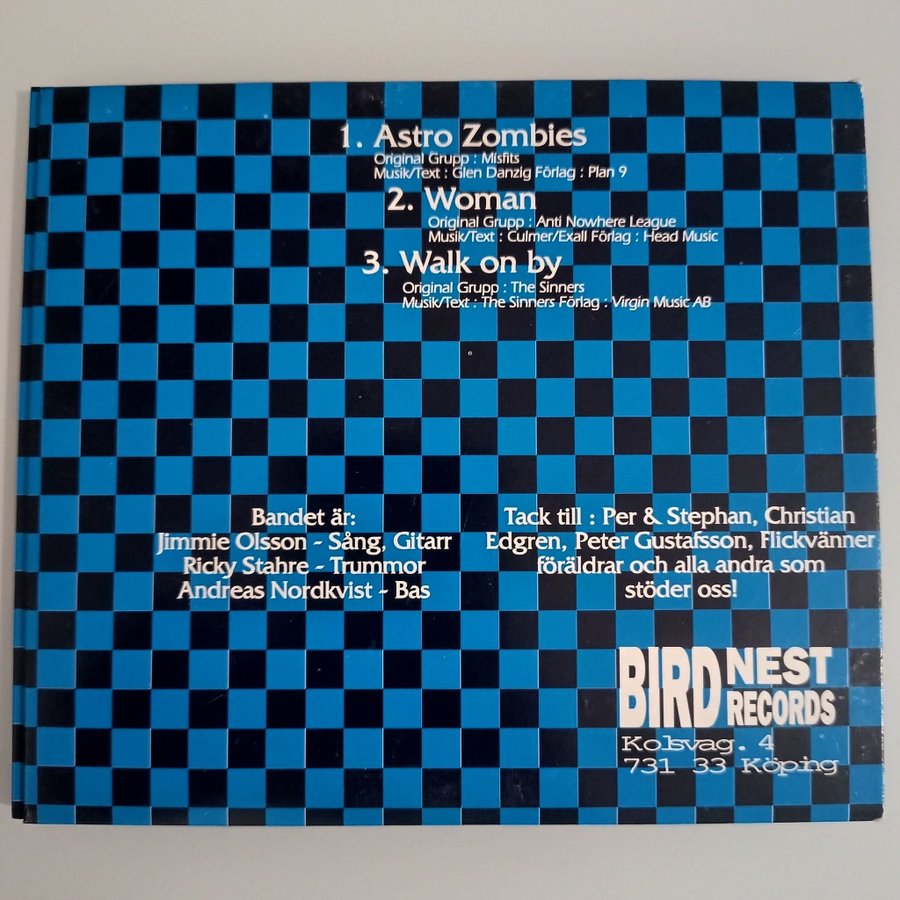 1. Astro Zombies
Original Grupp : Misfits
Musik/Text : Glen Danzig Förlag : Plan 9
2. Woman
Original Grupp : Anti Nowhere League
Musik/Text : Culmer/Exall Förlag : Head Music
3. Walk on by
Original Grupp : The Sinners
Musik/Text : The Sinners Förlag : Virgin Music AB
Bandet är:
Jimmie Olsson - Sång, Gitarr
Ricky Stahre - Trummor
Andreas Nordkvist - Bas
Tack till : Per & Stephan, Christian
Edgren, Peter Gustafsson, Flickvänner
föräldrar och alla andra som
stöder oss!
BIRD NEST
RECORDS
Kolsvag. 4
731 33 Köping